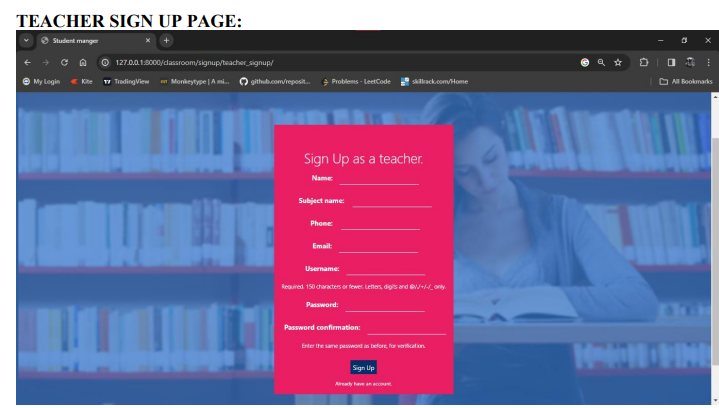 TEACHER SIGN UP PAGE:
Student manger
127.0.0.1:8000/classroom/signup/teacher_signup/
My Login Kite TradingView Monkeytype | A mi... github.com/reposit... Problems - LeetCode skillrack.com/Home All Bookmarks
Sign Up as a teacher.
Name:
Subject name:
Phone:
Email:
Username:
Required. 150 characters or fewer. Letters, digits and @/./+/-/_ only.
Password:
Password confirmation:
Enter the same password as before, for verification.
Sign Up
Already have an account.